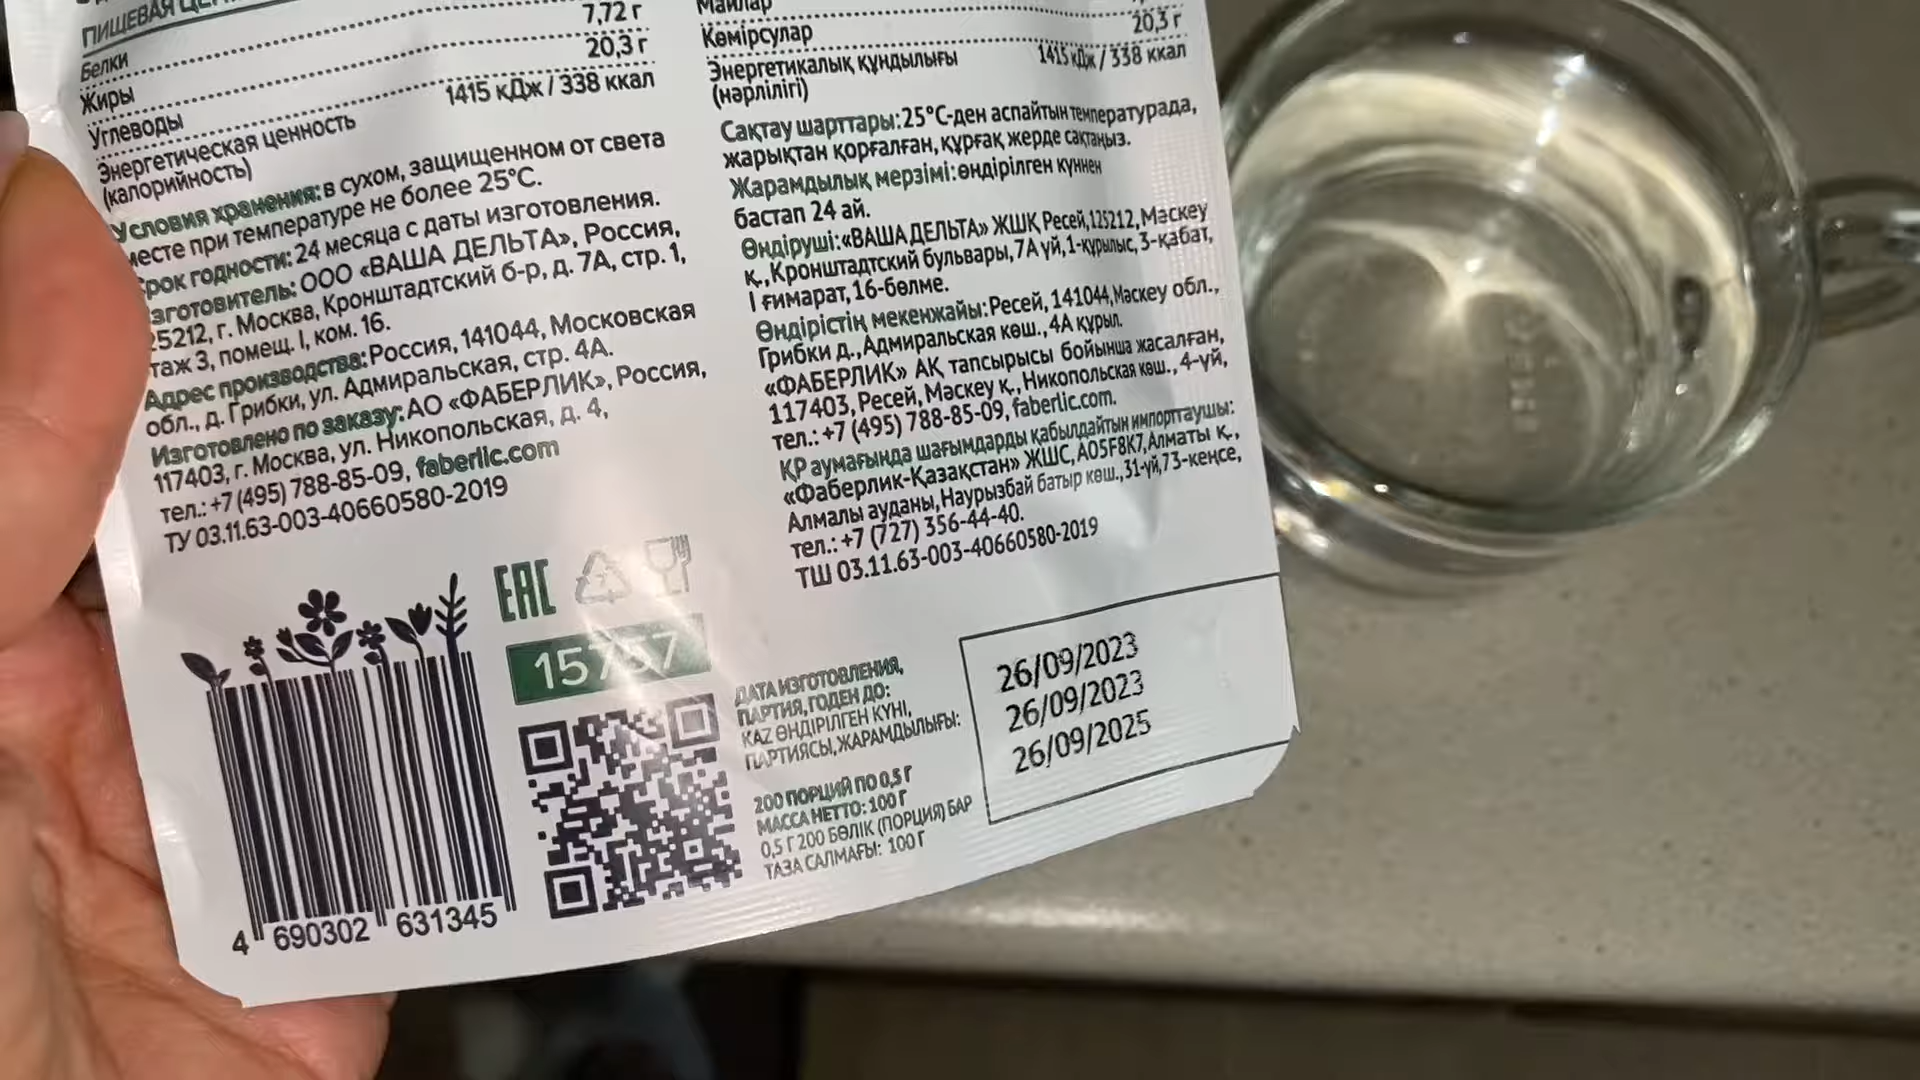 ПИЩЕВАЯ
Белки
7,72 г
Жиры
20,3 г
Углеводы
Энергетическая ценность
1415 кДж / 338 ккал
(калорийность)
Условия хранения: в сухом, защищенном от света
месте при температуре не более 25°С.
рок годности: 24 месяца с даты изготовления.
зготовитель: ООО «ВАША ДЕЛЬТА», Россия,
25212, г. Москва, Кронштадтский б-р, д. 7А, стр. 1,
таж 3, помещ. I, ком. 16.
Адрес производства: Россия, 141044, Московская
обл., д. Грибки, ул. Адмиральская, стр. 4А.
Изготовлено по заказу: АО «ФАБЕРЛИК», Россия,
117403, г. Москва, ул. Никопольская, д. 4,
тел.: +7 (495) 788-85-09, faberlic.com
ТУ 03.11.63-003-40660580-2019
Майлар
Көмірсулар
20,3 г
Энергетикалық құндылығы
1415 кДж / 338 ккал
(нәрлілігі)
Сақтау шарттары: 25°С-ден аспайтын температурада,
жарықтан қорғалған, құрғақ жерде сақтаңыз.
Жарамдылық мерзімі: өндірілген күннен
бастап 24 ай.
Өндіруші: «ВАША ДЕЛЬТА» ЖШҚ Ресей, 125212, Мәскеу
қ., Кронштадтский бульвары, 7А үй, 1-құрылыс, 3-қабат,
I ғимарат, 16-бөлме.
Өндірістің мекенжайы: Ресей, 141044, Мәскеу обл.,
Грибки д., Адмиральская көш., 4А құрыл.
«ФАБЕРЛИК» АҚ тапсырысы бойынша жасалған,
117403, Ресей, Мәскеу қ., Никопольская көш., 4-үй,
тел.: +7 (495) 788-85-09, faberlic.com.
ҚР аумағында шағымдарды қабылдайтын импорттаушы:
«Фаберлик-Қазақстан» ЖШС, A05F8K7, Алматы қ.,
Алмалы ауданы, Наурызбай батыр көш., 31-үй, 73-кеңсе,
тел.: +7 (727) 356-44-40.
ТШ 03.11.63-003-40660580-2019
EAC
15757
ДАТА ИЗГОТОВЛЕНИЯ,
ПАРТИЯ, ГОДЕН ДО:
KAZ ӨНДІРІЛГЕН КҮНІ,
ПАРТИЯСЫ, ЖАРАМДЫЛЫҒЫ:
26/09/2023
26/09/2023
26/09/2025
200 ПОРЦИЙ ПО 0,5 Г
МАССА НЕТТО: 100 Г
0,5 Г 200 БӨЛІК (ПОРЦИЯ) БАР
ТАЗА САЛМАҒЫ: 100 Г
4 690302 631345